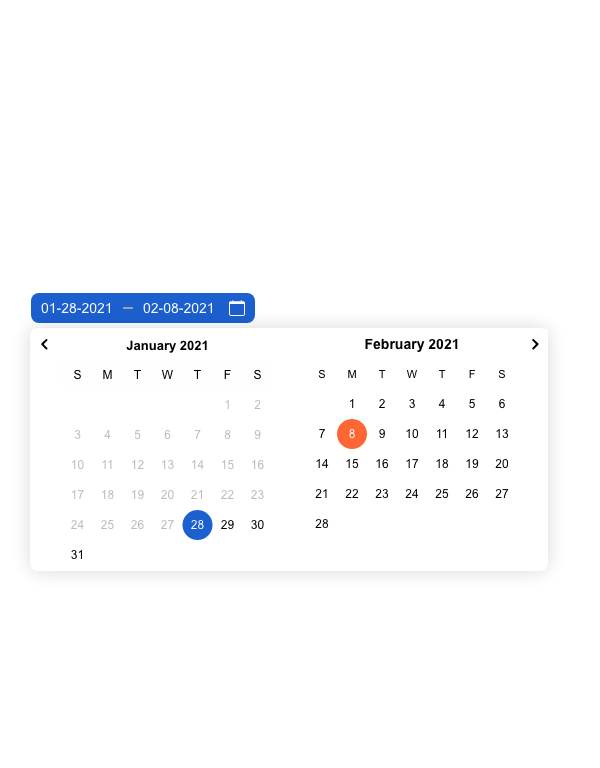 01-28-2021 — 02-08-2021
January 2021
S M T W T F S
1 2
3 4 5 6 7 8 9
10 11 12 13 14 15 16
17 18 19 20 21 22 23
24 25 26 27 28 29 30
31
February 2021
S M T W T F S
1 2 3 4 5 6
7 8 9 10 11 12 13
14 15 16 17 18 19 20
21 22 23 24 25 26 27
28